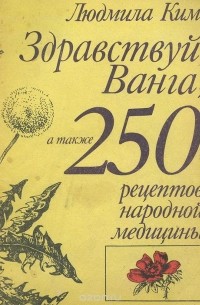 Людмила Ким
Здравствуй
Ванга,
а также
250
рецептов
народной
медицины